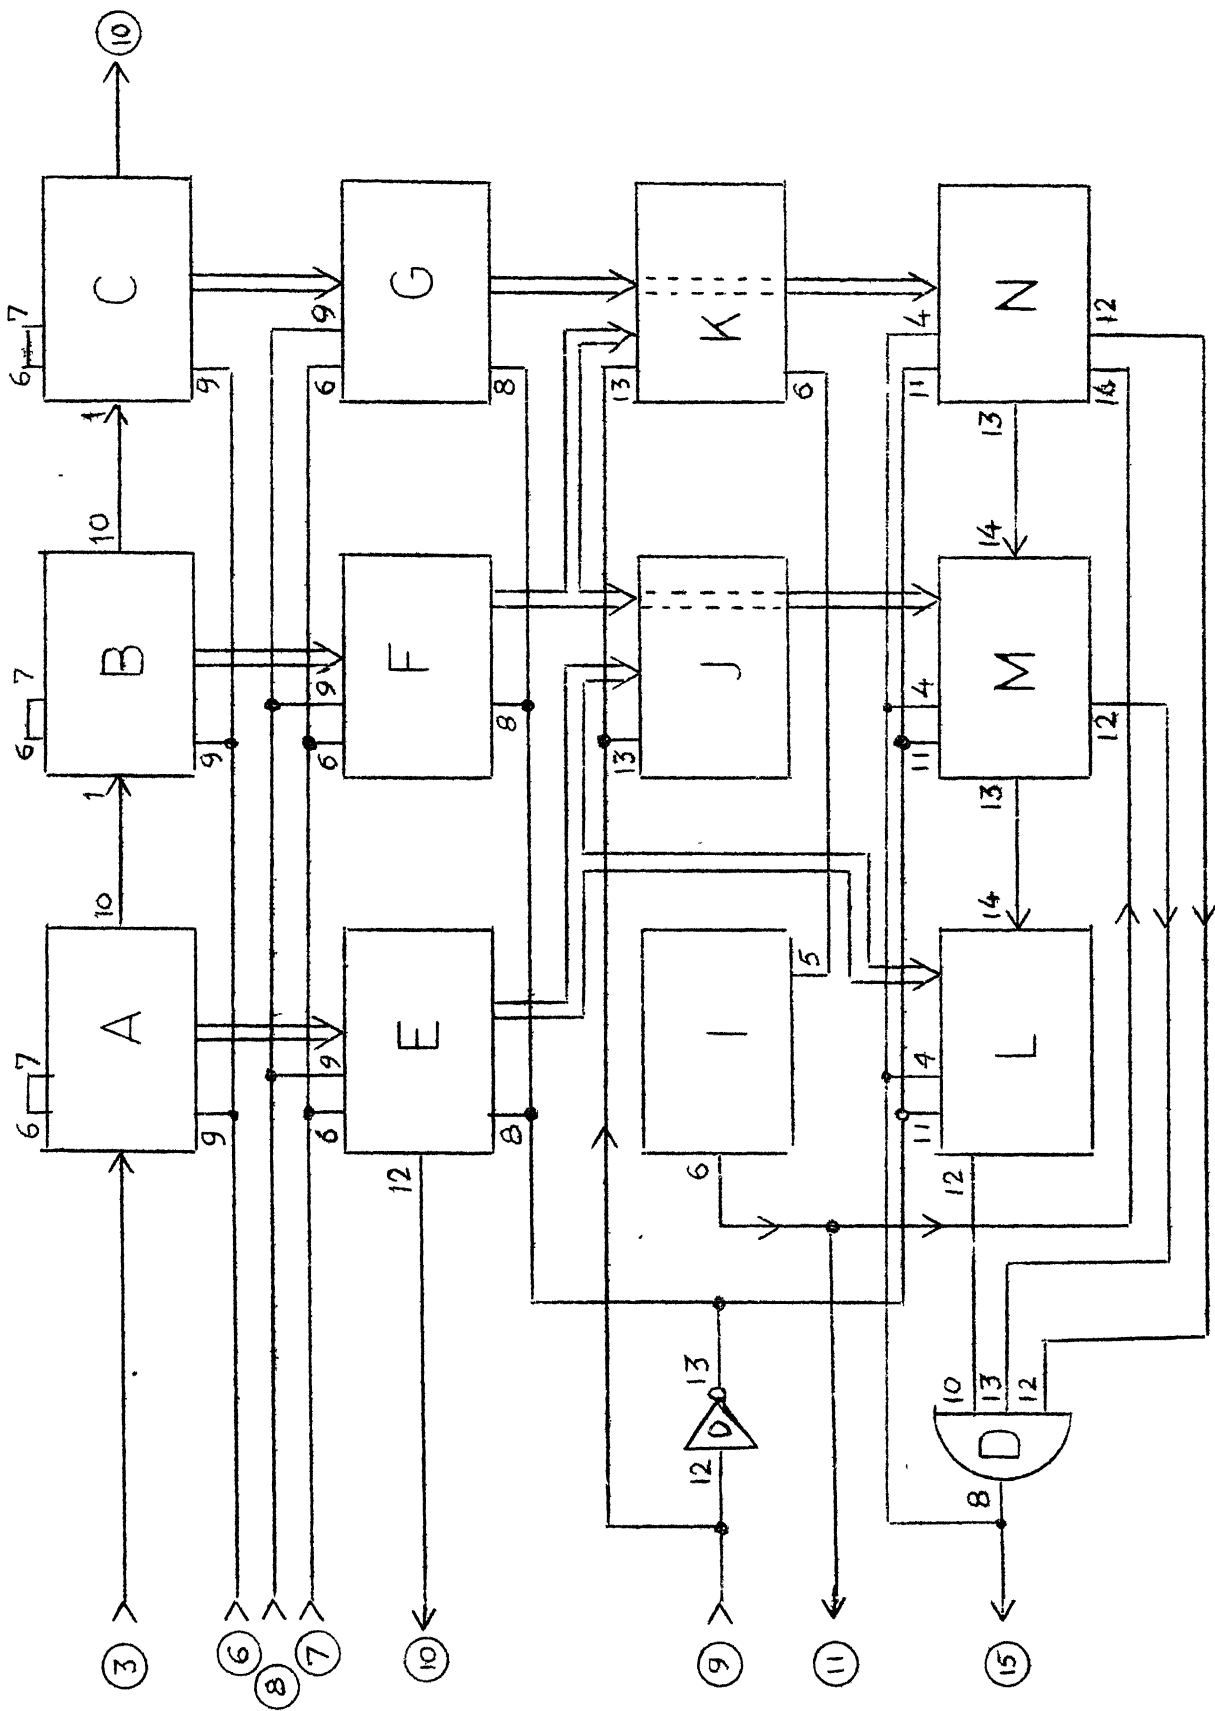 6 7 6 7 6 7
10 1 10 1
3 A B C 10
9 9 9
6
8
7
6 9 6 9 6 9
10 12 E F G
8 8 8
13 13
9 12 D 13 6 I J K
5 6
11
11 4 11 4 11 4
8 10 12 14 13 14 13
15 D 13 L M N
12
12 14 12